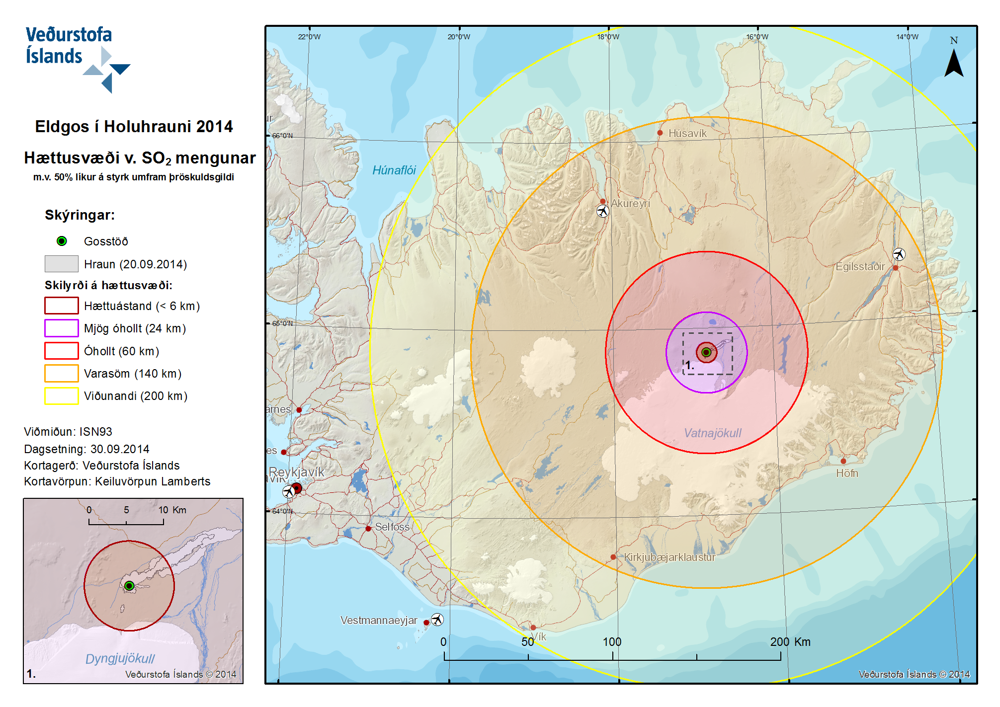 Veðurstofa
Íslands
Eldgos í Holuhrauni 2014
Hættusvæði v. SO₂ mengunar
m.v. 50% líkur á styrk umfram þröskuldsgildi
Skýringar:
Gosstöð
Hraun (20.09.2014)
Skilyrði á hættusvæði:
Hættuástand (< 6 km)
Mjög óhollt (24 km)
Óhollt (60 km)
Varasöm (140 km)
Viðunandi (200 km)
Viðmiðun: ISN93
Dagsetning: 30.09.2014
Kortagerð: Veðurstofa Íslands
Kortavörpun: Keiluvörpun Lamberts
0 5 10 Km
Dyngjujökull
1.
Veðurstofa Íslands © 2014
22°0'W 20°0'W 18°0'W 16°0'W 14°0'W
N
ur
66°0'N
Húsavík
Húnaflói
Akureyri
Egilsstaðir
65°0'N
1.
arnes
Vatnajökull
es
Reykjavík
avík
Höfn
64°0'N
Selfoss
Kirkjubæjarklaustur
Vestmannaeyjar
Vík
0 50 100 200 Km
Veðurstofa Íslands © 2014